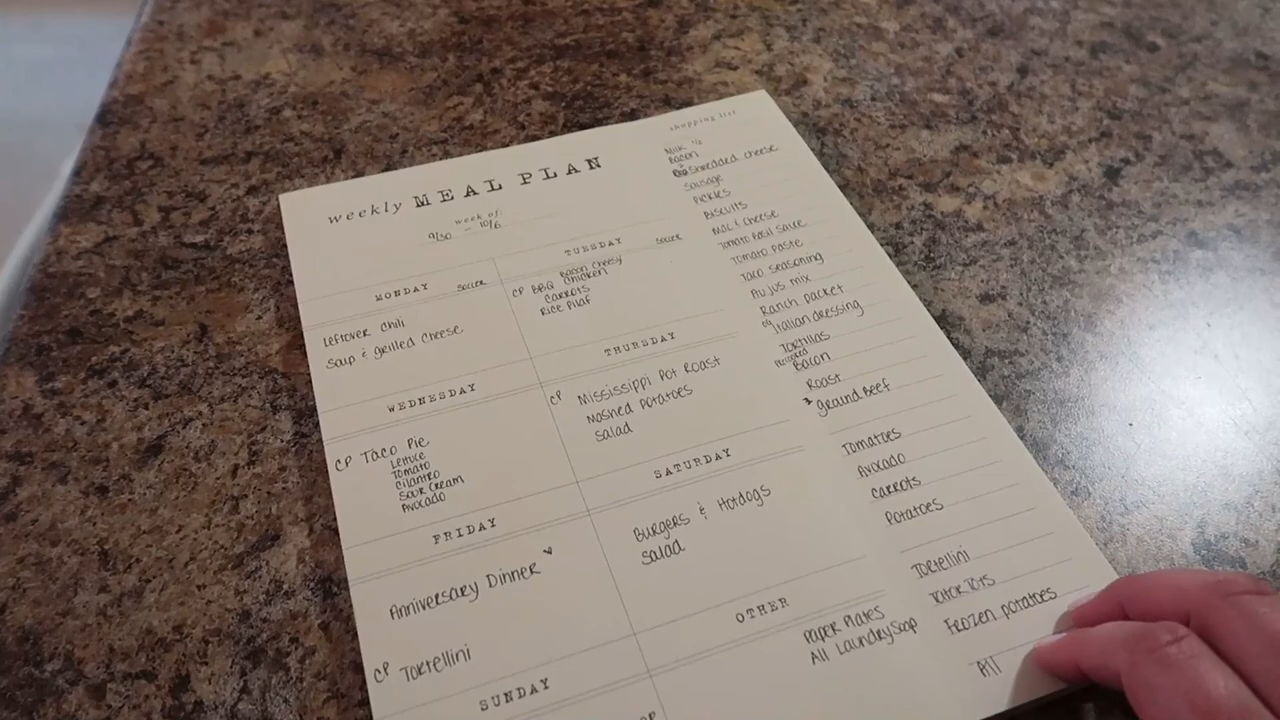 weekly MEAL PLAN
week of:
9/30 - 10/6
MONDAY soccer
Leftover Chili
Soup & grilled Cheese
TUESDAY soccer
Bacon Cheesy
CP BBQ Chicken
Carrots
Rice Pilaf
WEDNESDAY
CP Taco Pie
Lettuce
Tomato
Cilantro
Sour Cream
Avocado
THURSDAY
CP Mississippi Pot Roast
Mashed Potatoes
Salad
FRIDAY
Anniversary Dinner ♥
CP Tortellini
SATURDAY
Burgers & Hotdogs
Salad
SUNDAY
OTHER
Paper Plates
All Laundry Soap
shopping list
Milk 1/2
Bacon
Shredded cheese
Sausage
Pickles
Biscuits
Mac & cheese
Tomato Basil sauce
Tomato paste
Taco seasoning
Au jus mix
Ranch packet
Italian dressing
Tortillas
Bacon
Roast
2 ground Beef
Tomatoes
Avocado
Carrots
Potatoes
Tortellini
Tator Tots
Frozen potatoes
All